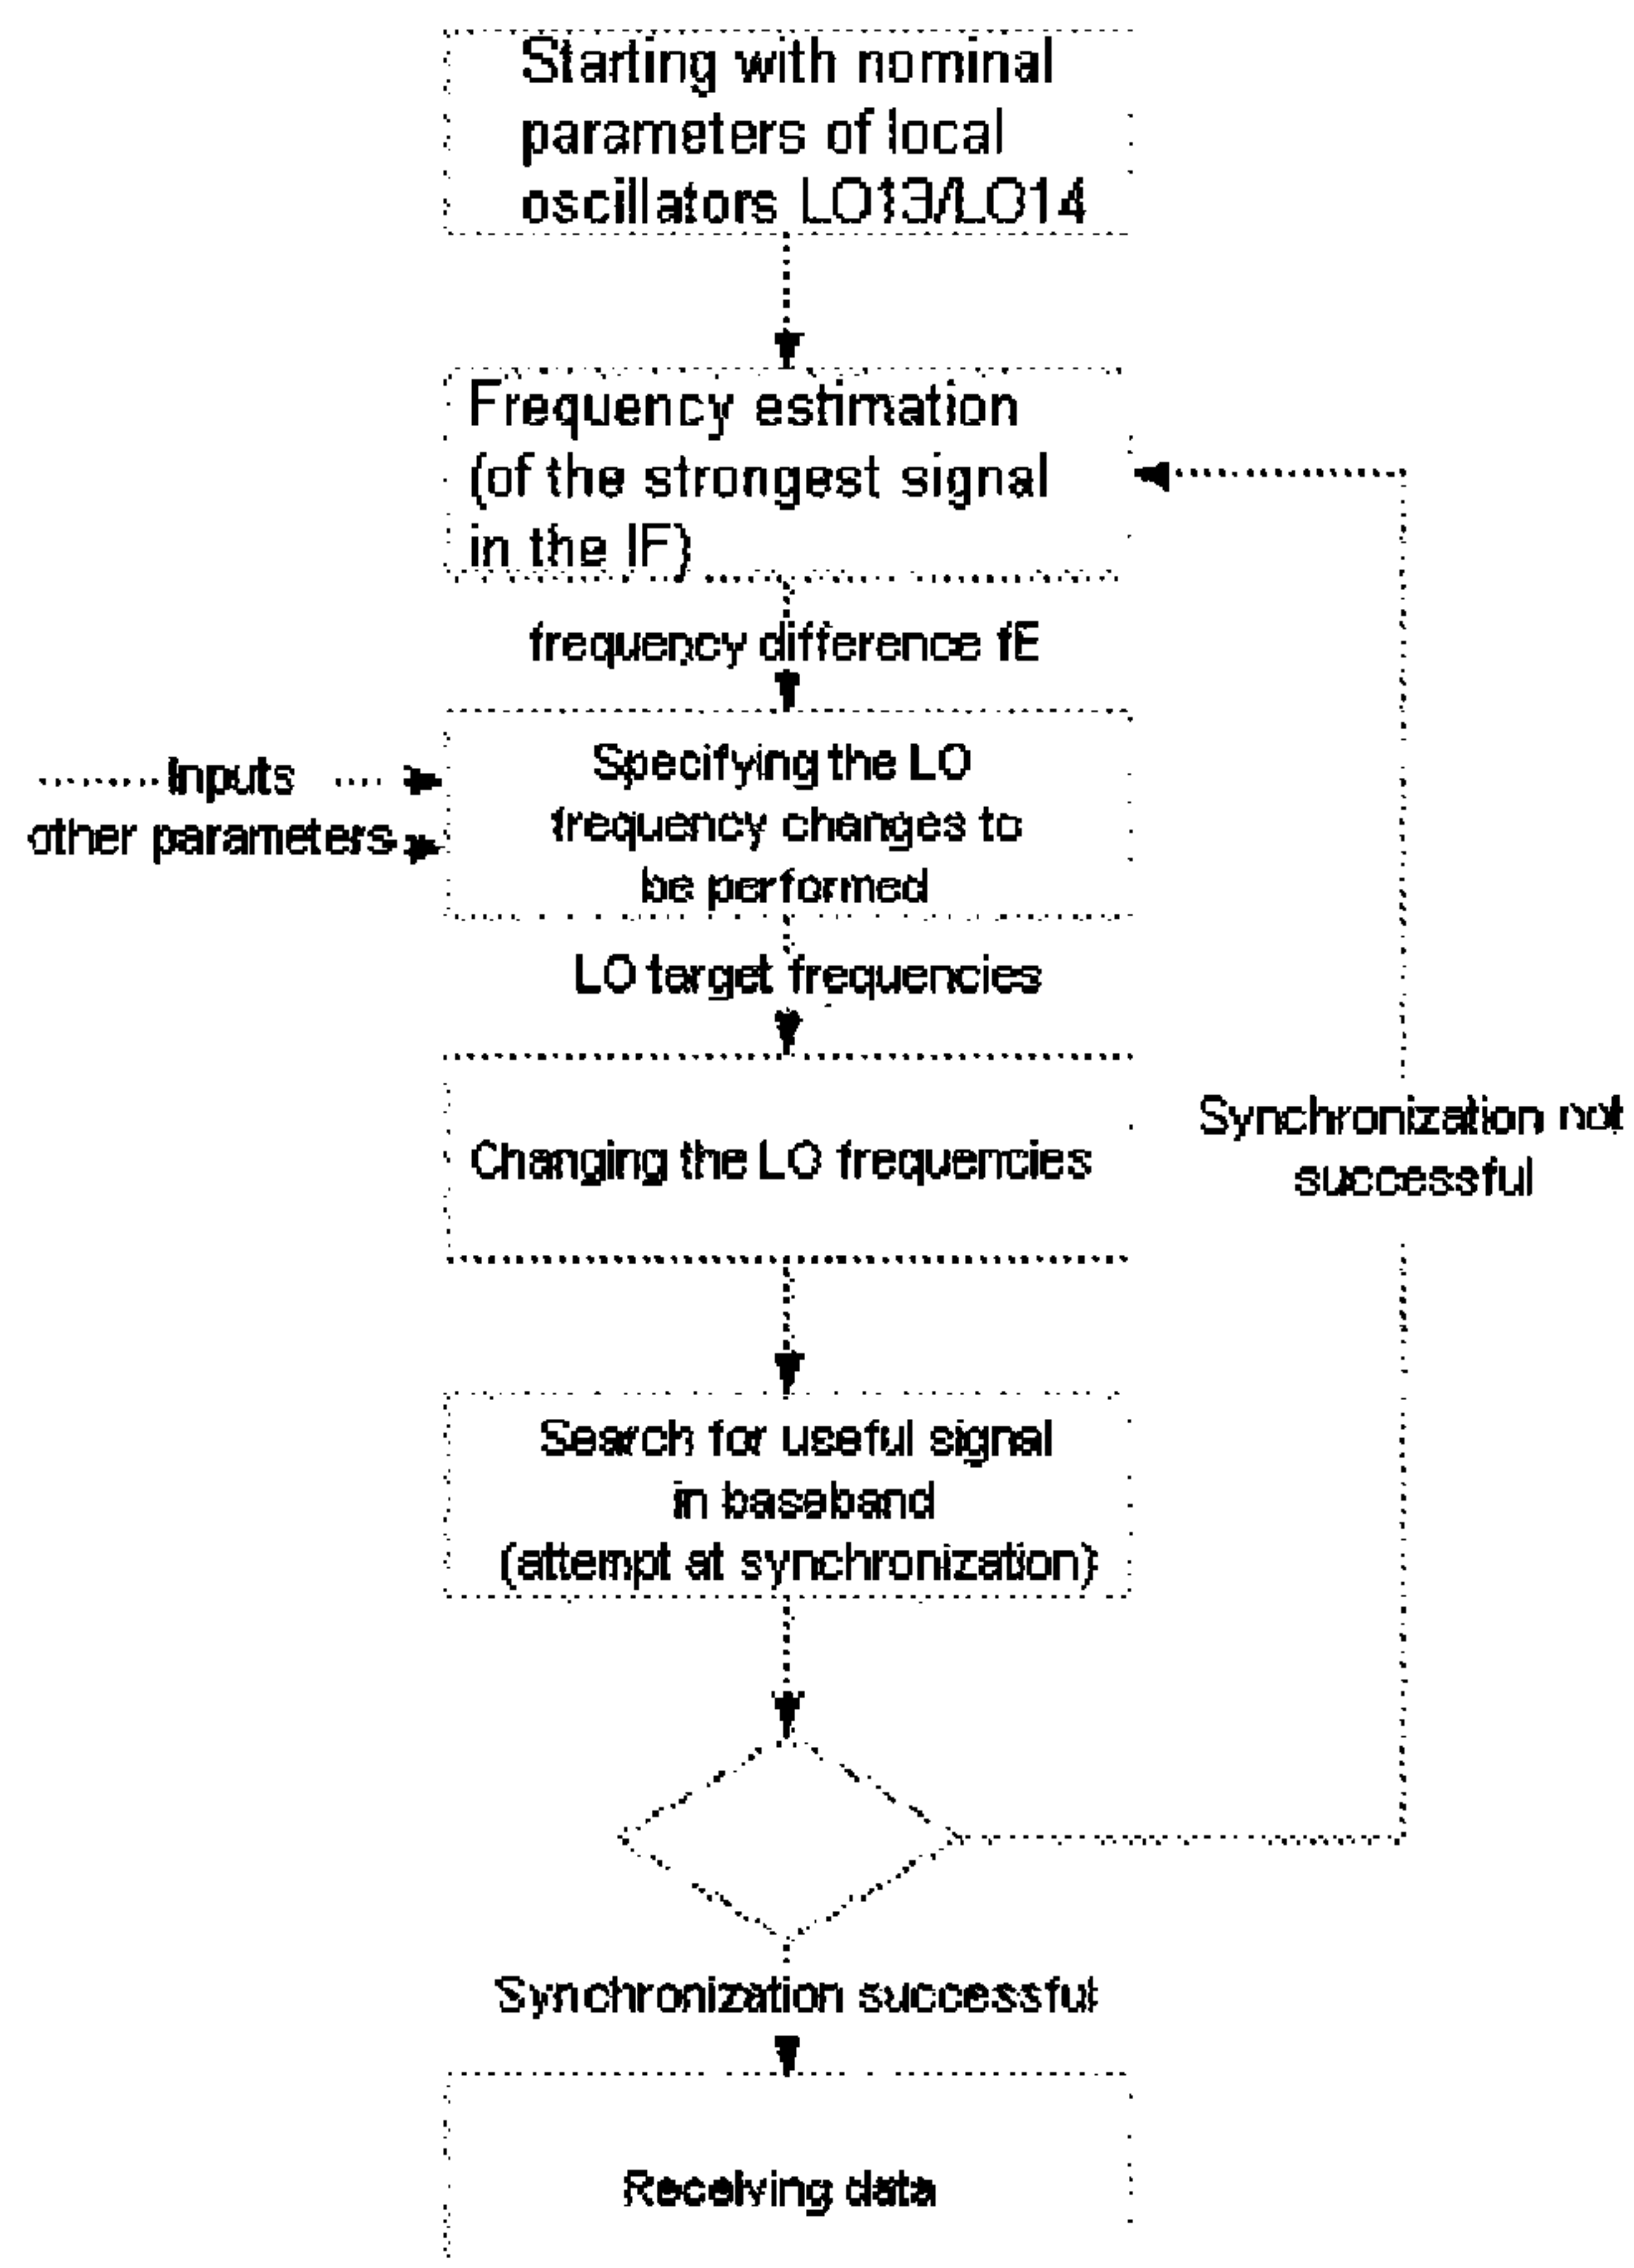 Starting with nominal
parameters of local
oscillators LO13/LO14
Frequency estimation
(of the strongest signal
in the IF)
frequency difference fE
Inputs
other parameters
Specifying the LO
frequency changes to
be performed
LO target frequencies
Changing the LO frequencies
Synchronization not
successful
Search for useful signal
in baseband
(attempt at synchronization)
Synchronization successful
Receiving data